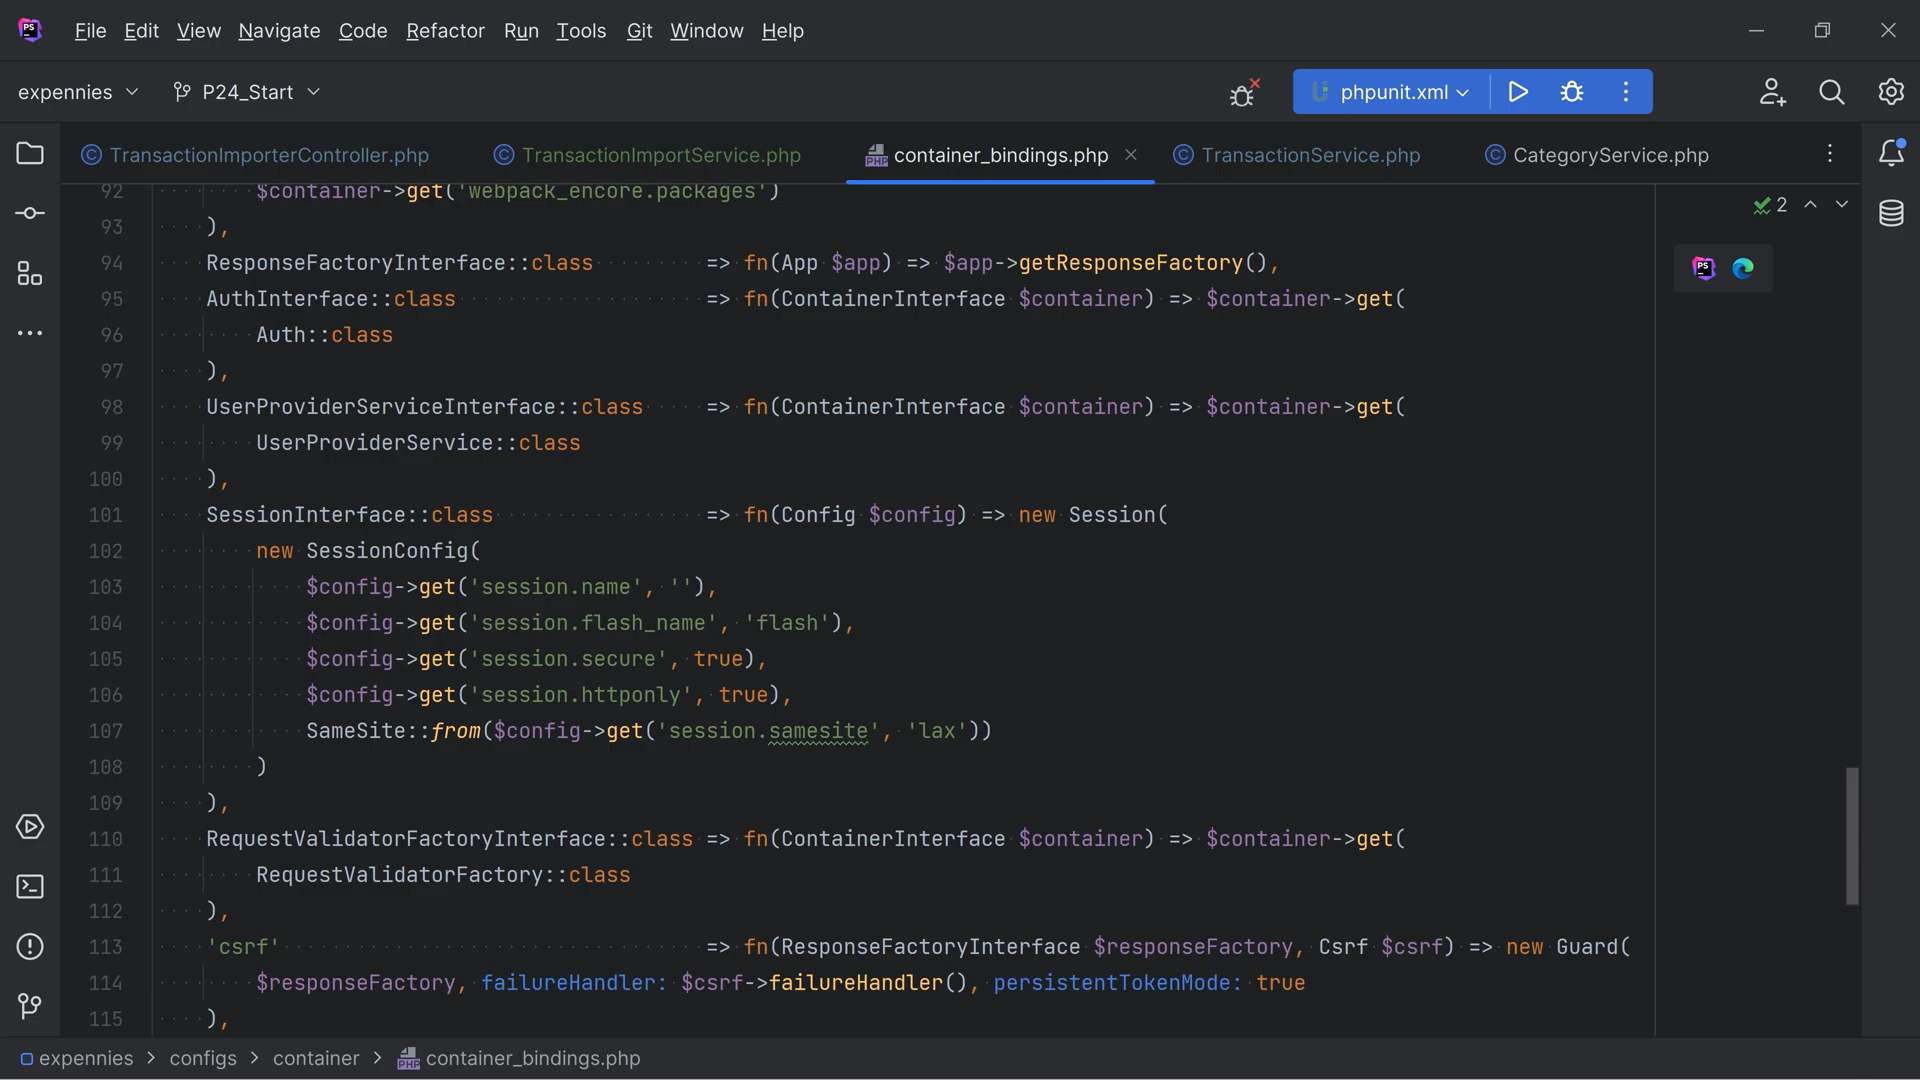 File Edit View Navigate Code Refactor Run Tools Git Window Help
expennies P24_Start phpunit.xml
TransactionImporterController.php TransactionImportService.php container_bindings.php TransactionService.php CategoryService.php
92 $container->get('webpack_encore.packages')
93 ),
94 ResponseFactoryInterface::class => fn(App $app) => $app->getResponseFactory(),
95 AuthInterface::class => fn(ContainerInterface $container) => $container->get(
96 Auth::class
97 ),
98 UserProviderServiceInterface::class => fn(ContainerInterface $container) => $container->get(
99 UserProviderService::class
100 ),
101 SessionInterface::class => fn(Config $config) => new Session(
102 new SessionConfig(
103 $config->get('session.name', ''),
104 $config->get('session.flash_name', 'flash'),
105 $config->get('session.secure', true),
106 $config->get('session.httponly', true),
107 SameSite::from($config->get('session.samesite', 'lax'))
108 )
109 ),
110 RequestValidatorFactoryInterface::class => fn(ContainerInterface $container) => $container->get(
111 RequestValidatorFactory::class
112 ),
113 'csrf' => fn(ResponseFactoryInterface $responseFactory, Csrf $csrf) => new Guard(
114 $responseFactory, failureHandler: $csrf->failureHandler(), persistentTokenMode: true
115 ),
2
expennies > configs > container > container_bindings.php